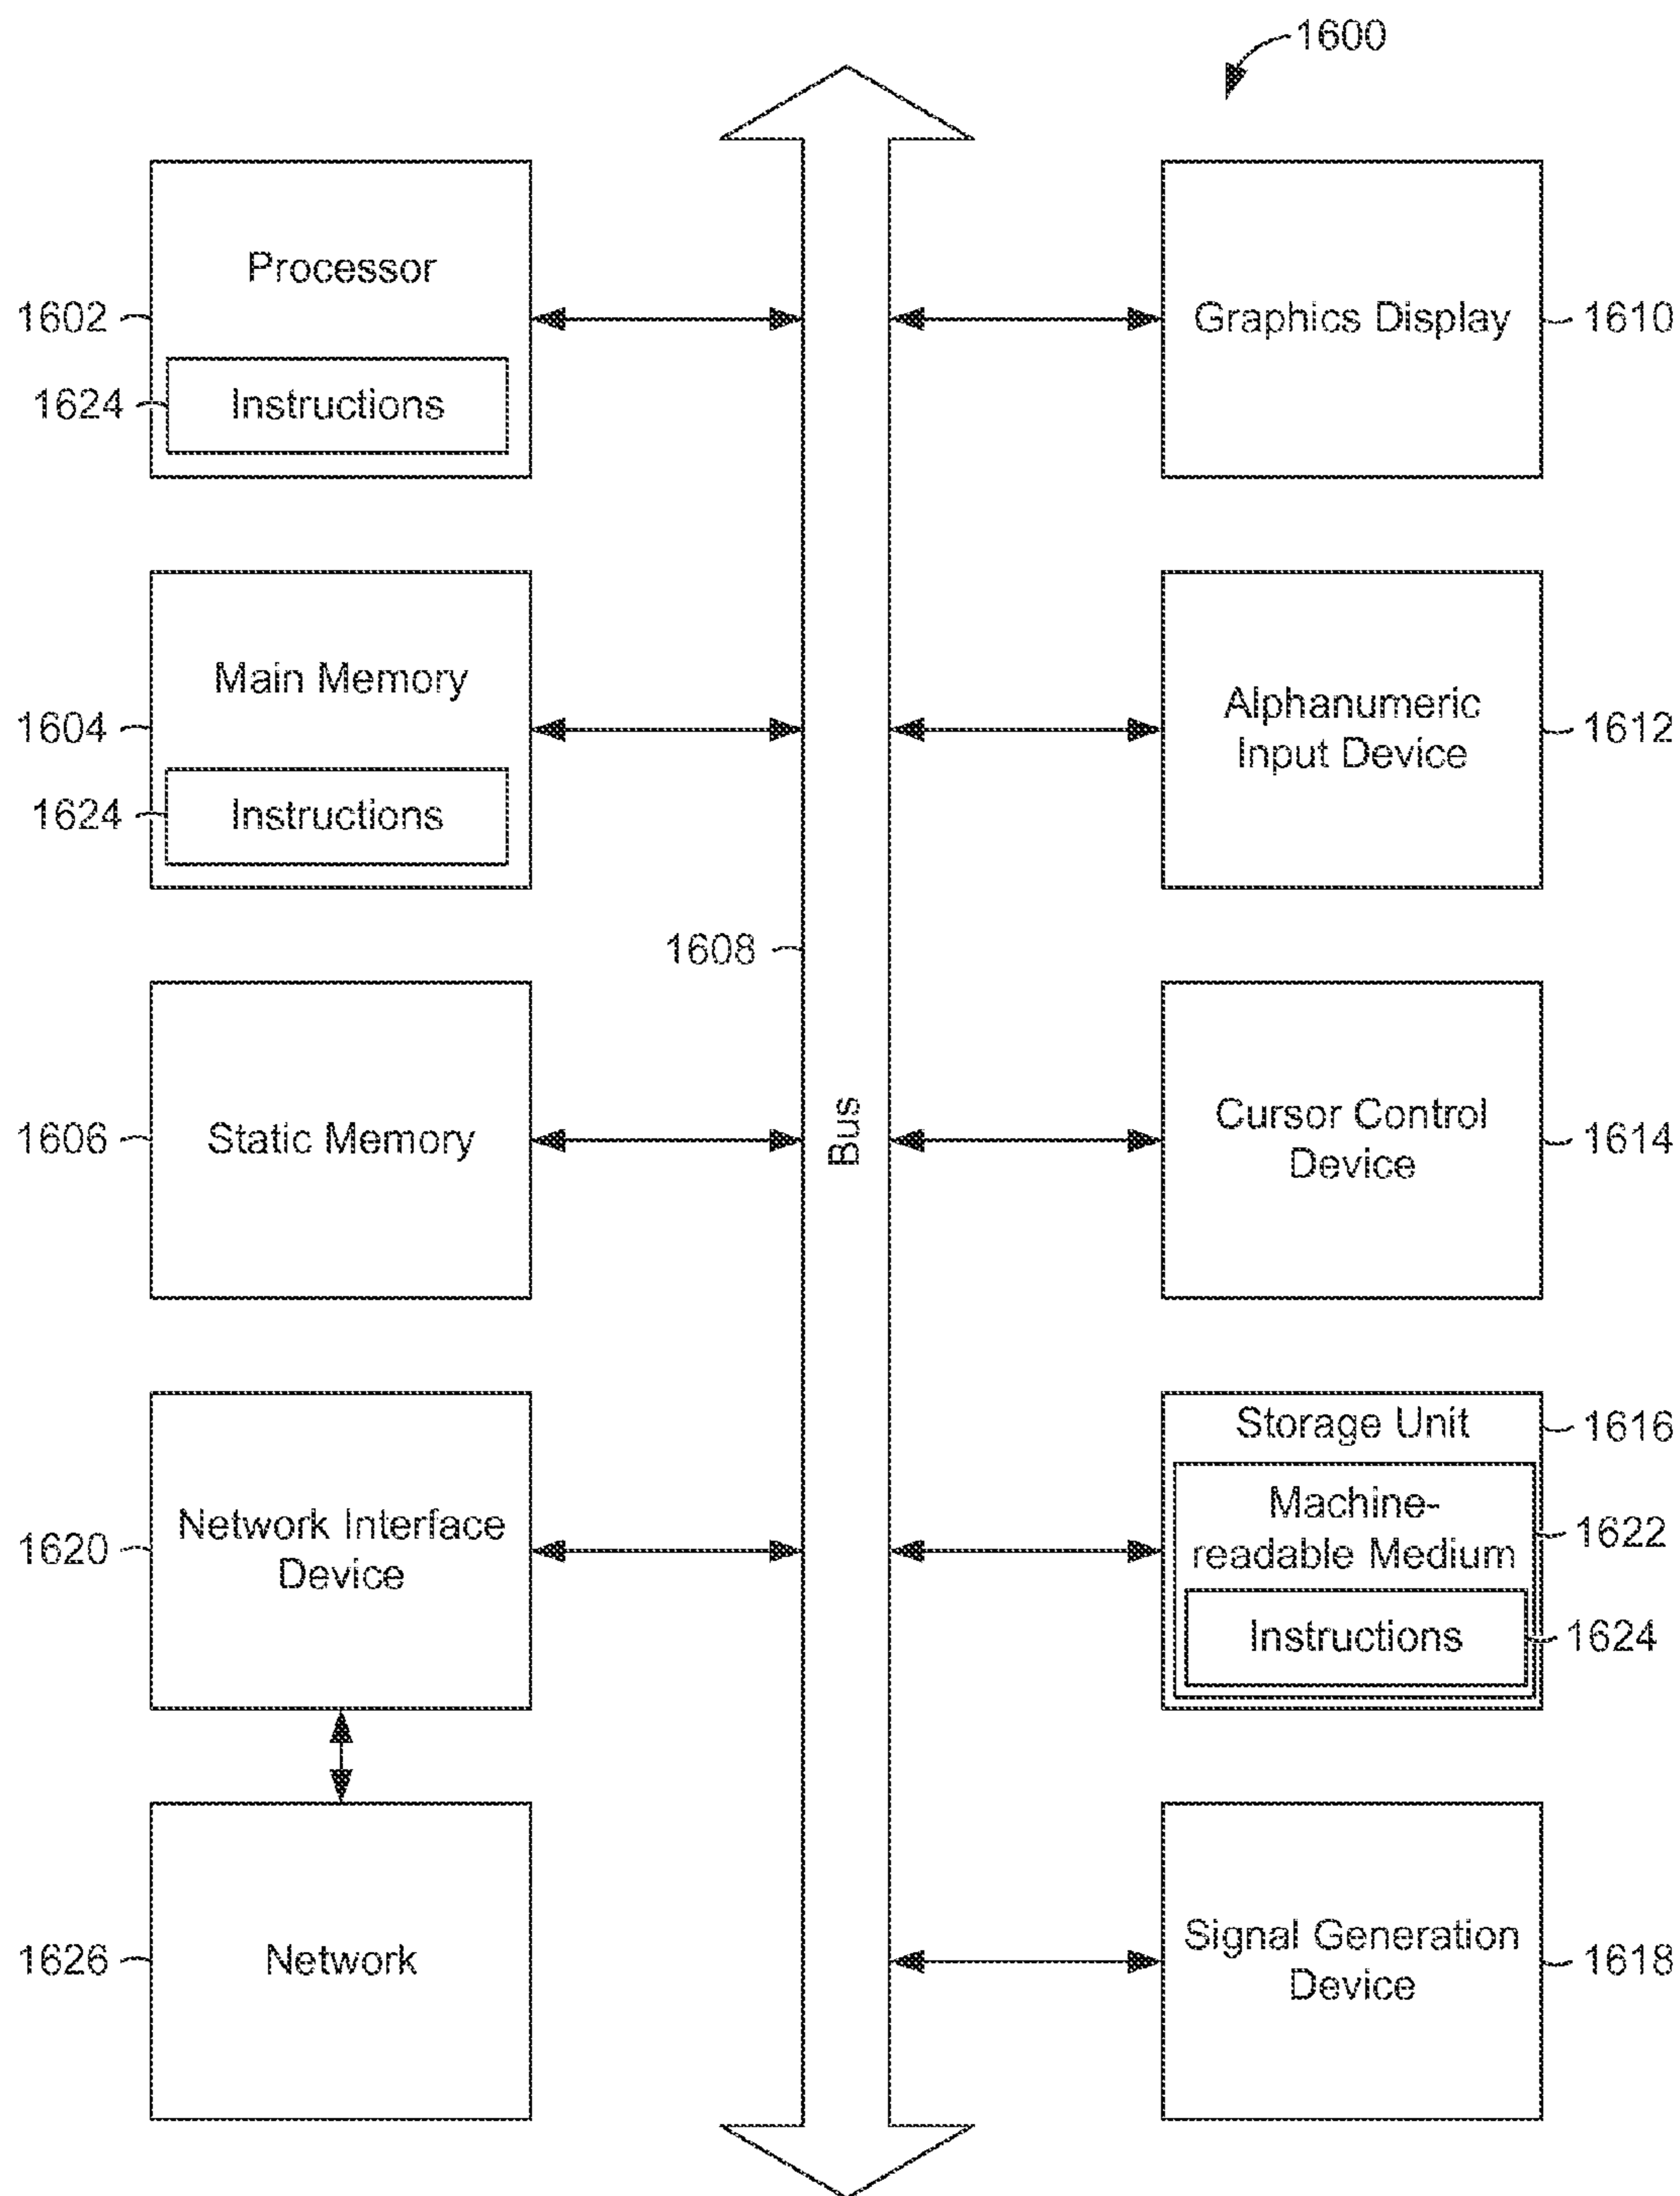 1600
Processor
1602
1624
Instructions
Graphics Display
1610
Main Memory
1604
1624
Instructions
Alphanumeric
Input Device
1612
1608
Bus
Static Memory
1606
Cursor Control
Device
1614
Network Interface
Device
1620
Storage Unit
1616
Machine-
readable Medium
1622
Instructions
1624
Network
1626
Signal Generation
Device
1618